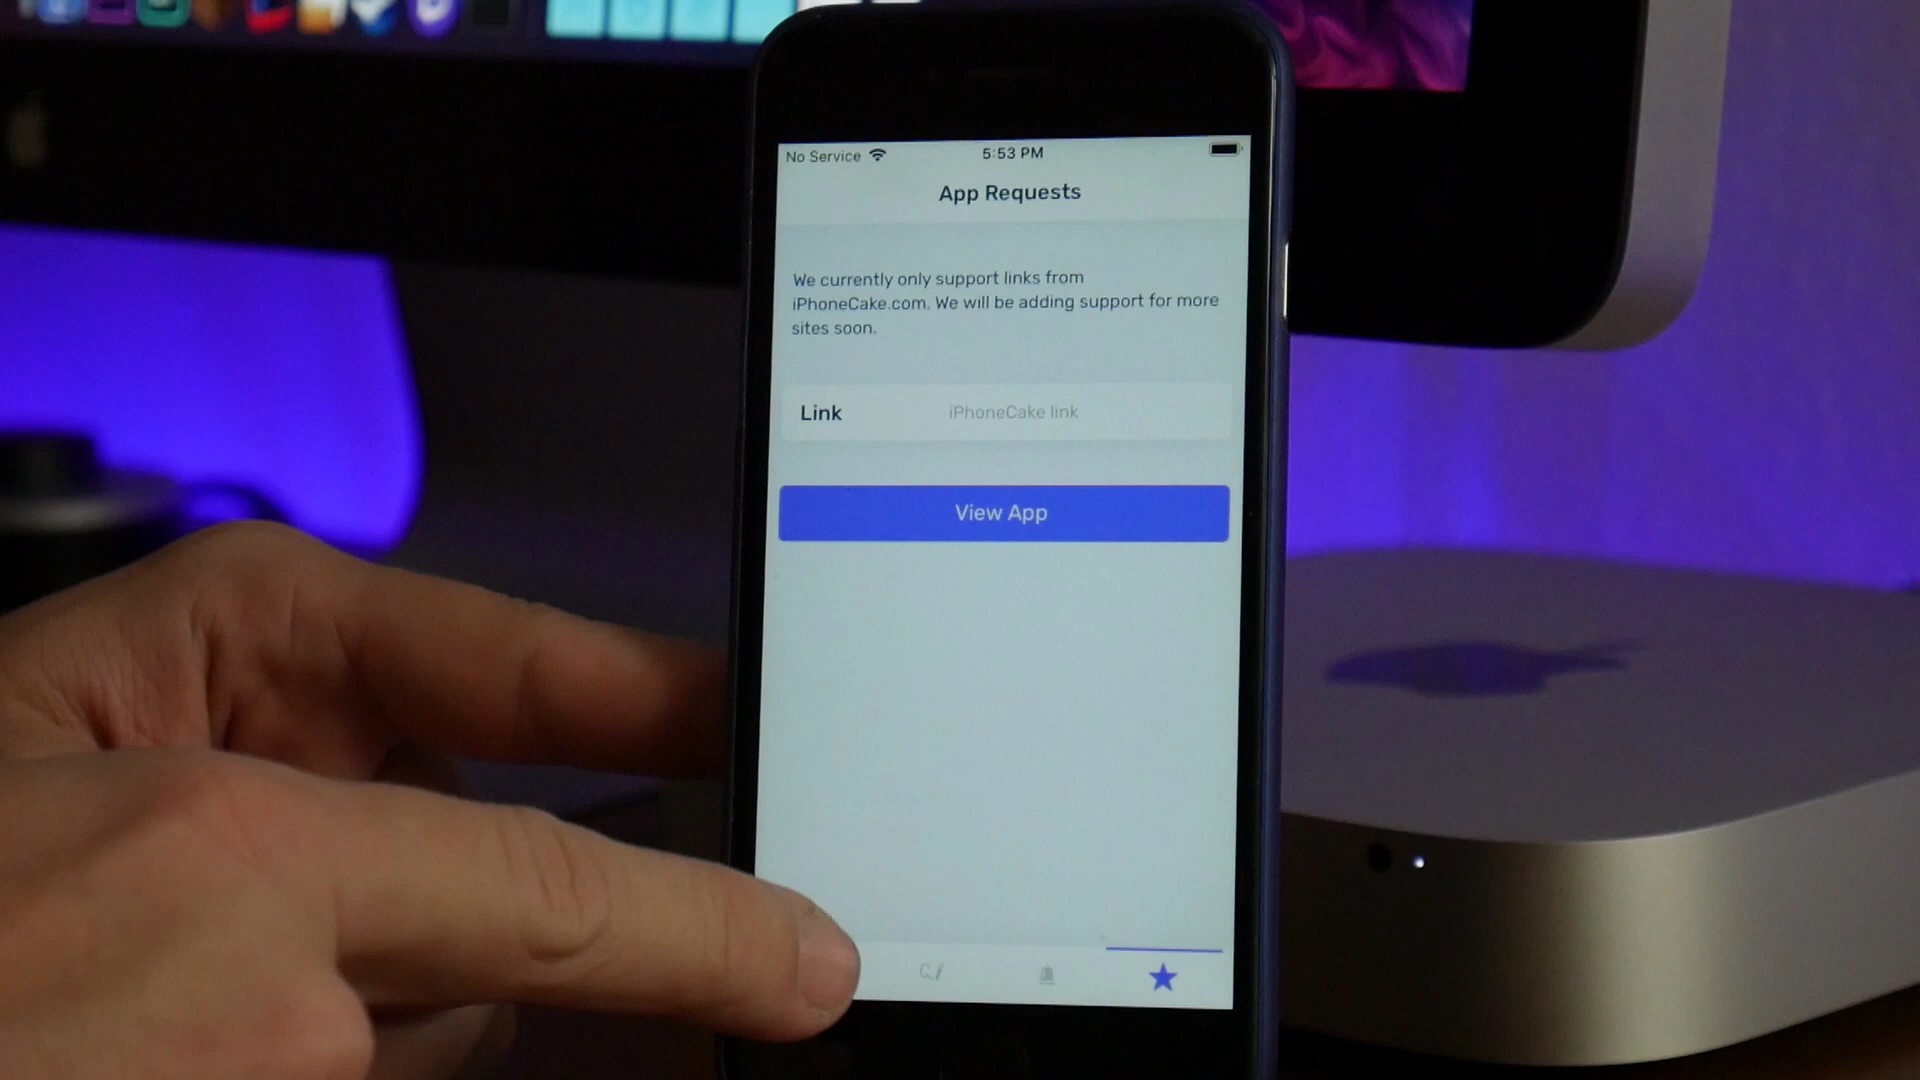 No Service
5:53 PM
App Requests
We currently only support links from
iPhoneCake.com. We will be adding support for more
sites soon.
Link
iPhoneCake link
View App